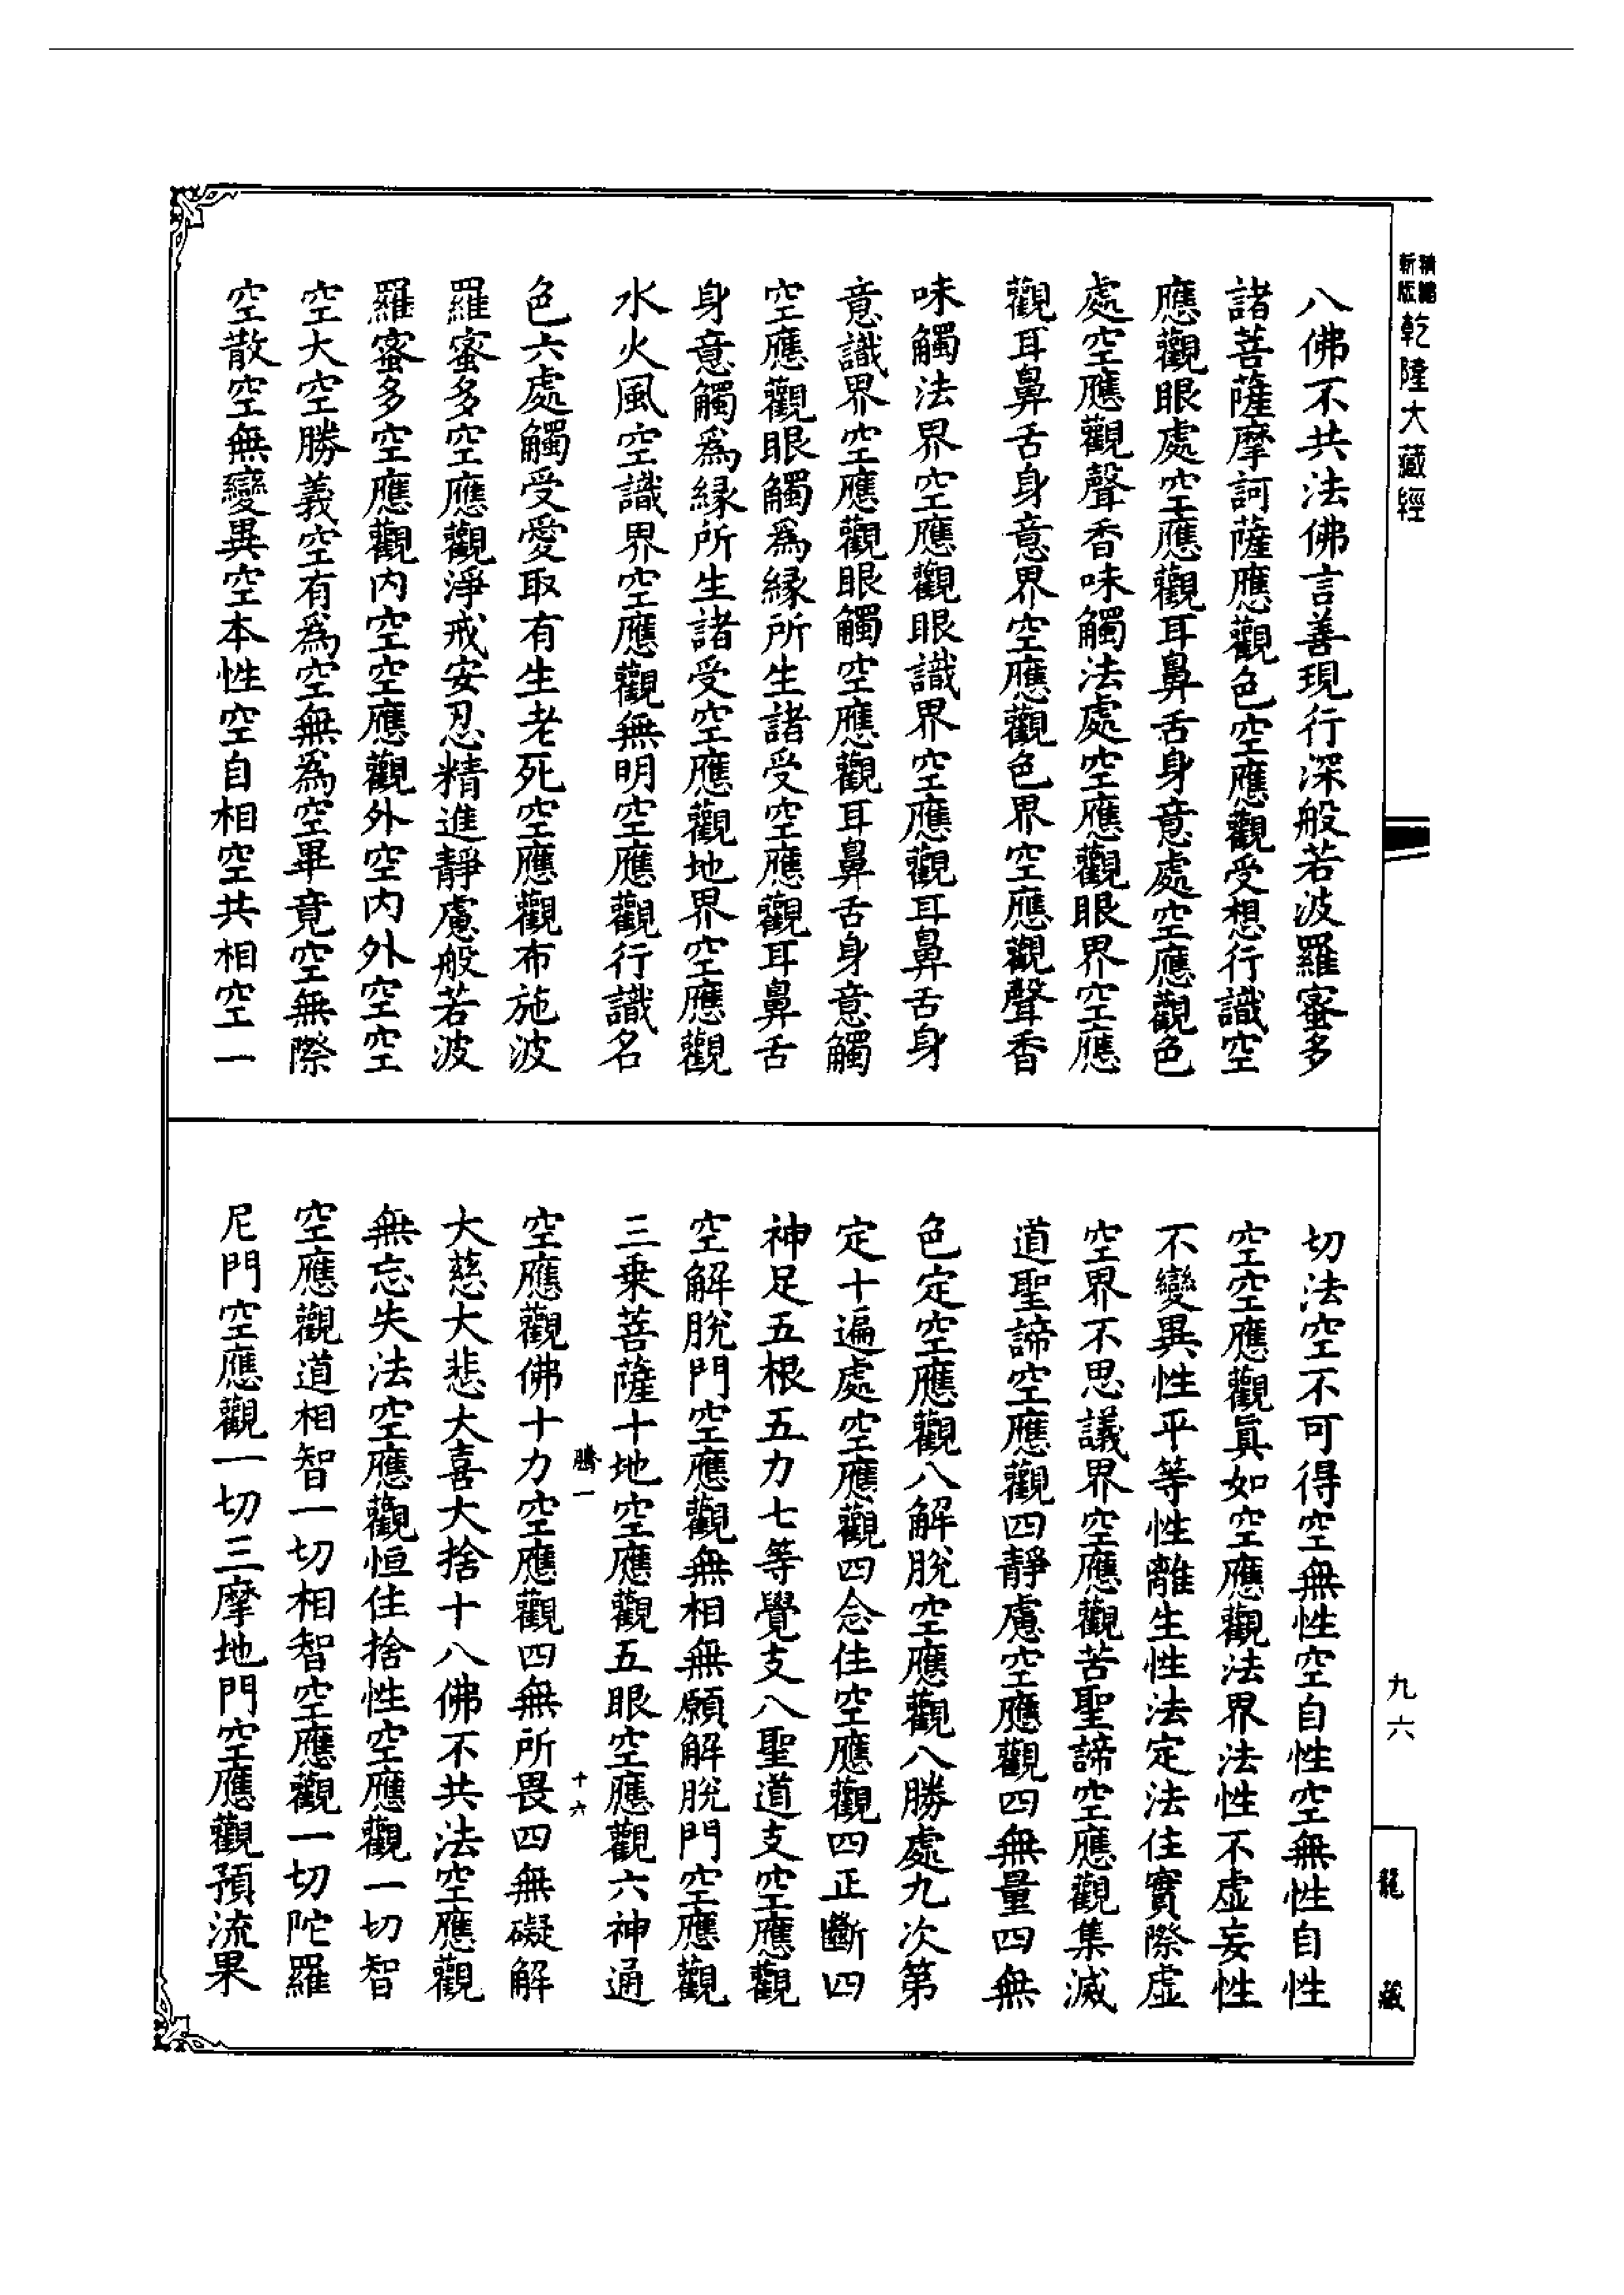 精縮
新版
乾隆大藏經
八佛不共法佛言善現行深般若波羅蜜多
諸菩薩摩訶薩應觀色空應觀受想行識空
應觀眼處空應觀耳鼻舌身意處空應觀色
處空應觀聲香味觸法處空應觀眼界空應
觀耳鼻舌身意界空應觀色界空應觀聲香
味觸法界空應觀眼識界空應觀耳鼻舌身
意識界空應觀眼觸空應觀耳鼻舌身意觸
空應觀眼觸爲緣所生諸受空應觀耳鼻舌
身意觸爲緣所生諸受空應觀地界空應觀
水火風空識界空應觀無明空應觀行識名
色六處觸受愛取有生老死空應觀布施波
羅蜜多空應觀淨戒安忍精進靜慮般若波
羅蜜多空應觀内空空應觀外空内外空空
空大空勝義空有爲空無爲空畢竟空無際
空散空無變異空本性空自相空共相空一
切法空不可得空無性空自性空無性自性
空空應觀眞如空應觀法界法性不虛妄性
不變異性平等性離生性法定法住實際虛
空界不思議界空應觀苦聖諦空應觀集滅
道聖諦空應觀四靜慮空應觀四無量四無
色定空應觀八解脫空應觀八勝處九次第
定十遍處空應觀四念住空應觀四正斷四
神足五根五力七等覺支八聖道支空應觀
空解脫門空應觀無相無願解脫門空應觀
三乘菩薩十地空應觀五眼空應觀六神通
騰一
十六
空應觀佛十力空應觀四無所畏四無礙解
大慈大悲大喜大捨十八佛不共法空應觀
無忘失法空應觀恒住捨性空應觀一切智
空應觀道相智一切相智空應觀一切陀羅
尼門空應觀一切三摩地門空應觀預流果
九六
龍藏